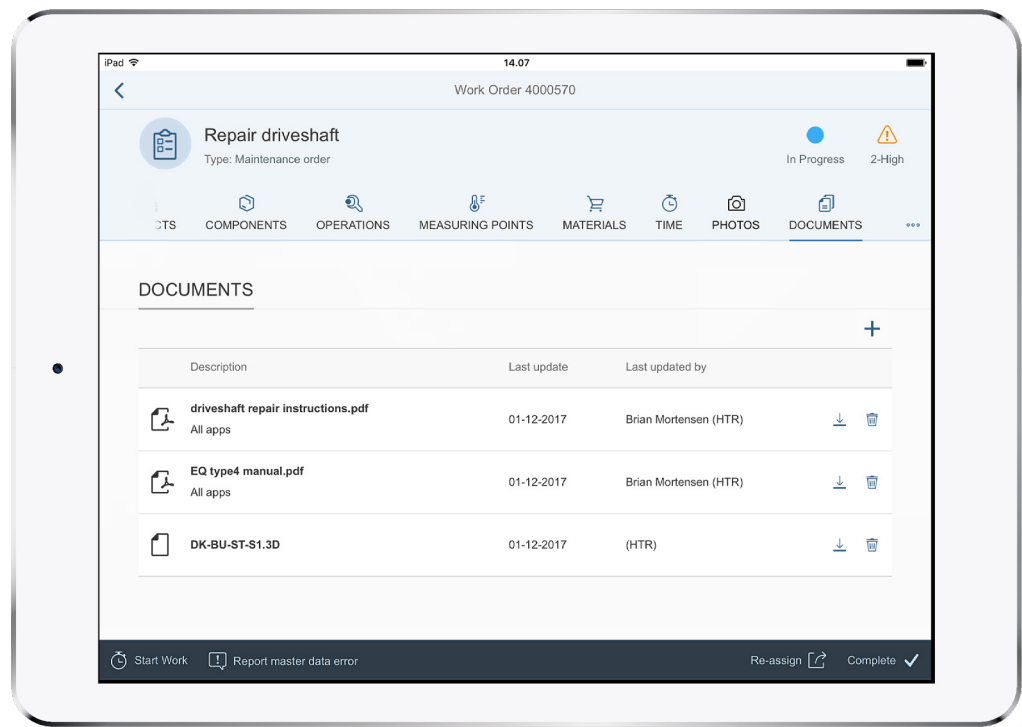 iPad 14.07
Work Order 4000570
Repair driveshaft
Type: Maintenance order
In Progress 2-High
CTS COMPONENTS OPERATIONS MEASURING POINTS MATERIALS TIME PHOTOS DOCUMENTS
DOCUMENTS
Description Last update Last updated by
driveshaft repair instructions.pdf
All apps
01-12-2017 Brian Mortensen (HTR)
EQ type4 manual.pdf
All apps
01-12-2017 Brian Mortensen (HTR)
DK-BU-ST-S1.3D 01-12-2017 (HTR)
Start Work Report master data error Re-assign Complete